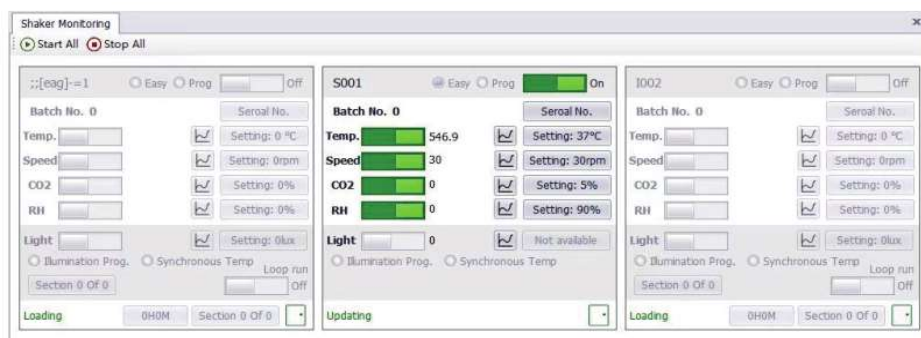 Shaker Monitoring
Start All Stop All
;;[eag]-=1 Easy Prog Off
Batch No. 0 Seroal No.
Temp. Setting: 0 ℃
Speed Setting: 0rpm
CO2 Setting: 0%
RH Setting: 0%
Light Setting: 0lux
Illumination Prog. Synchronous Temp
Loop run
Section 0 Of 0 Off
Loading 0H0M Section 0 Of 0
S001 Easy Prog On
Batch No. 0 Seroal No.
Temp. 546.9 Setting: 37℃
Speed 30 Setting: 30rpm
CO2 0 Setting: 5%
RH 0 Setting: 90%
Light 0 Not available
Illumination Prog. Synchronous Temp
Updating
I002 Easy Prog Off
Batch No. 0 Seroal No.
Temp. Setting: 0 ℃
Speed Setting: 0rpm
CO2 Setting: 0%
RH Setting: 0%
Light Setting: 0lux
Illumination Prog. Synchronous Temp
Loop run
Section 0 Of 0 Off
Loading 0H0M Section 0 Of 0